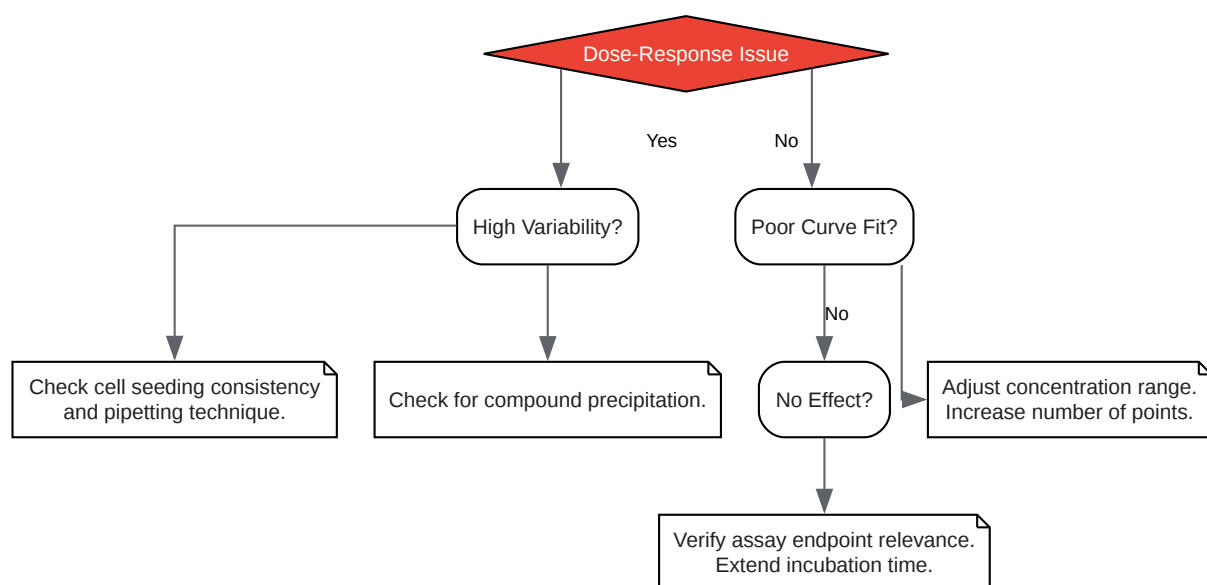 Dose-Response Issue
Yes
No
High Variability?
Poor Curve Fit?
No
Check cell seeding consistency
and pipetting technique.
Check for compound precipitation.
No Effect?
Adjust concentration range.
Increase number of points.
Verify assay endpoint relevance.
Extend incubation time.